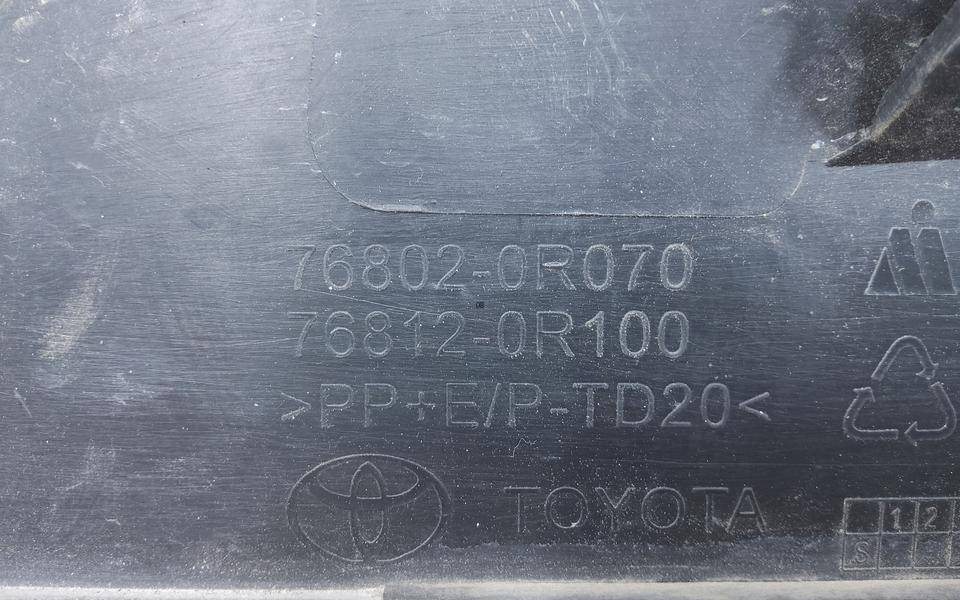 76802-0R070
76812-0R100
>PP+E/P-TD20<
TOYOTA
1 2
S